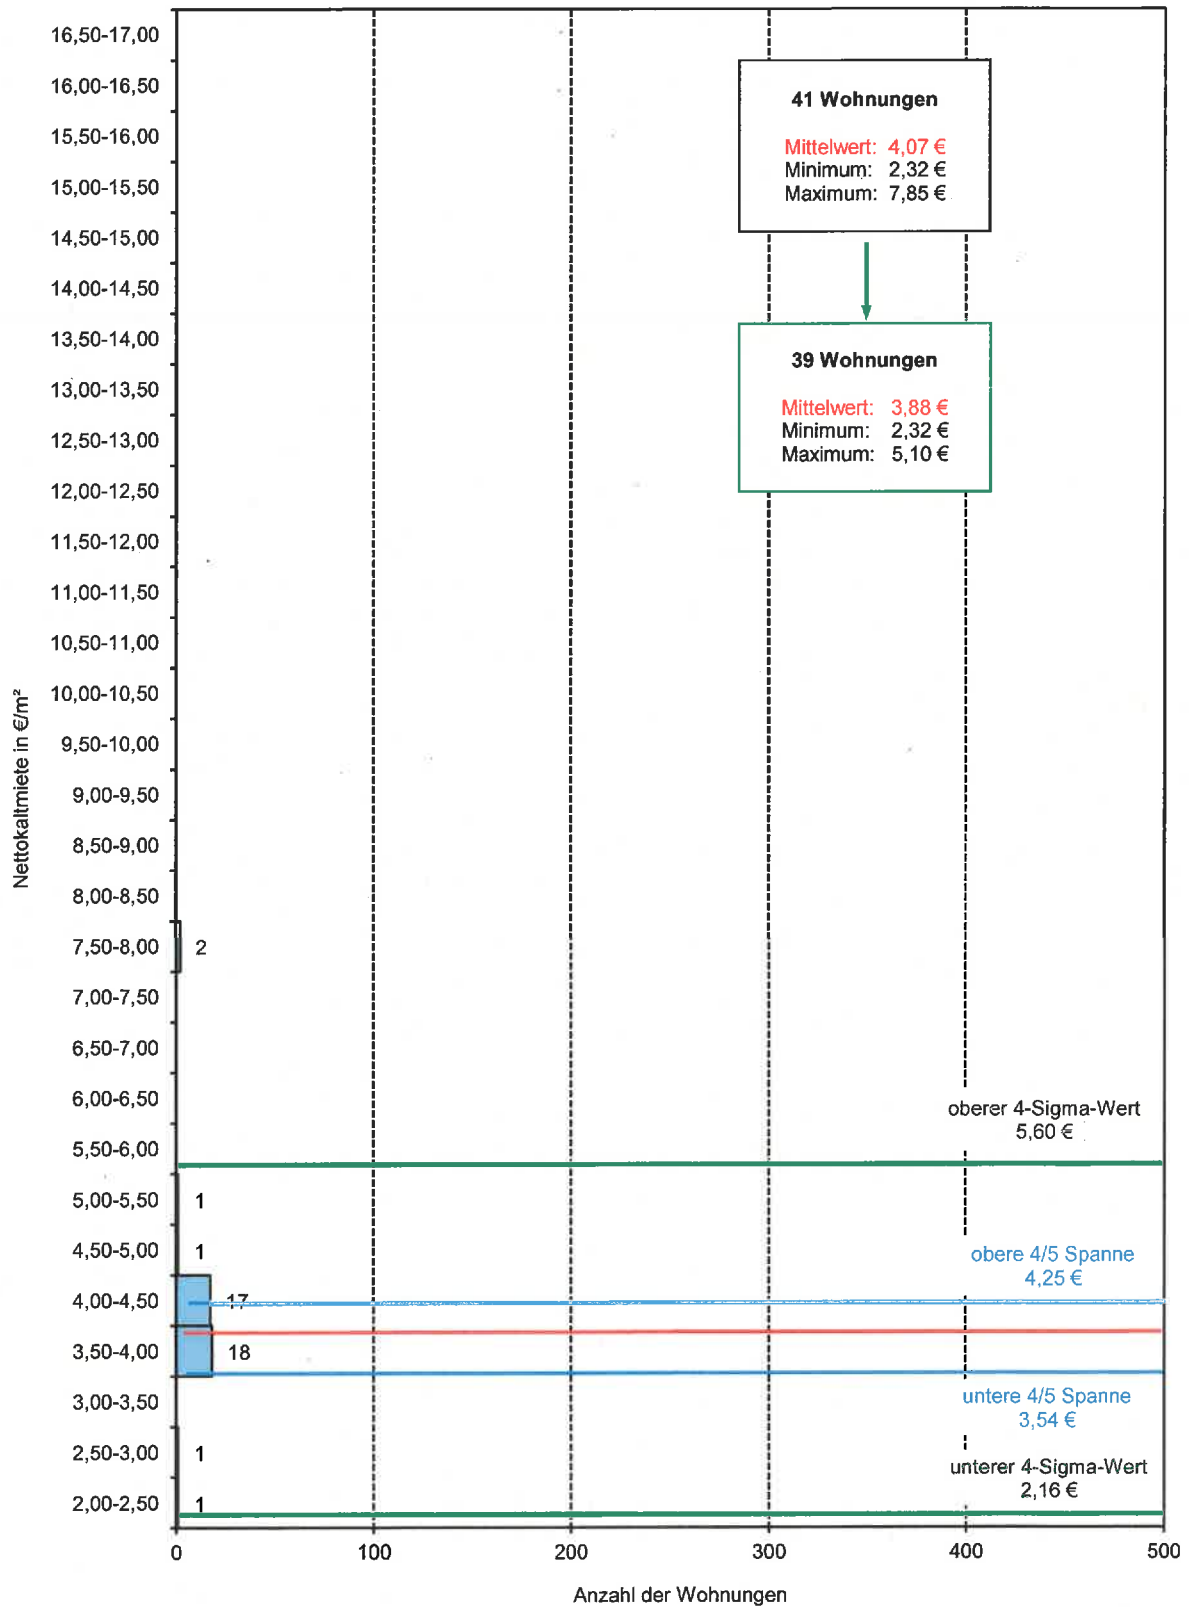 16,50-17,00
16,00-16,50
15,50-16,00
15,00-15,50
14,50-15,00
14,00-14,50
13,50-14,00
13,00-13,50
12,50-13,00
12,00-12,50
11,50-12,00
11,00-11,50
10,50-11,00
10,00-10,50
9,50-10,00
9,00-9,50
8,50-9,00
8,00-8,50
7,50-8,00 2
7,00-7,50
6,50-7,00
6,00-6,50
5,50-6,00
5,00-5,50 1
4,50-5,00 1
4,00-4,50 17
3,50-4,00 18
3,00-3,50
2,50-3,00 1
2,00-2,50 1
Nettokaltmiete in €/m²
41 Wohnungen
Mittelwert: 4,07 €
Minimum: 2,32 €
Maximum: 7,85 €
39 Wohnungen
Mittelwert: 3,88 €
Minimum: 2,32 €
Maximum: 5,10 €
oberer 4-Sigma-Wert
5,60 €
obere 4/5 Spanne
4,25 €
untere 4/5 Spanne
3,54 €
unterer 4-Sigma-Wert
2,16 €
0 100 200 300 400 500
Anzahl der Wohnungen